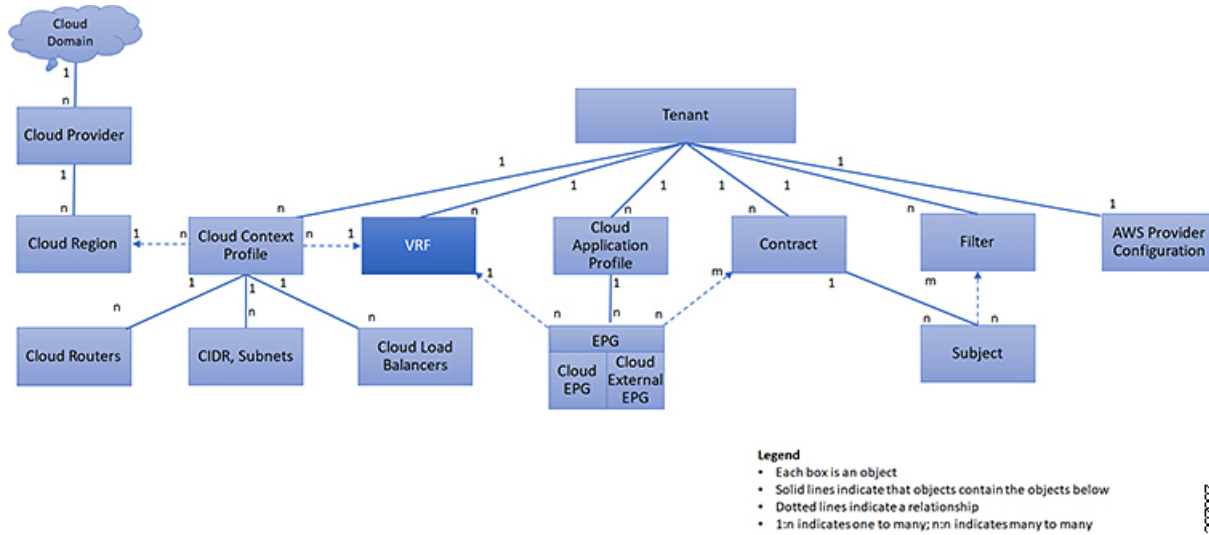 Cloud
Domain
1
n
Cloud Provider
Tenant
1
n
1
1
1
1
1
1
n
n
n
n
n
1
Cloud Region
1
n
Cloud Context
Profile
n
1
VRF
Cloud
Application
Profile
Contract
Filter
AWS Provider
Configuration
1
1
1
1
1
m
1
m
n
n
n
n
n
n
n
n
Cloud Routers
CIDR, Subnets
Cloud Load
Balancers
EPG
Cloud
EPG
Cloud
External
EPG
Subject
Legend
• Each box is an object
• Solid lines indicate that objects contain the objects below
• Dotted lines indicate a relationship
• 1:n indicates one to many; n:n indicates many to many